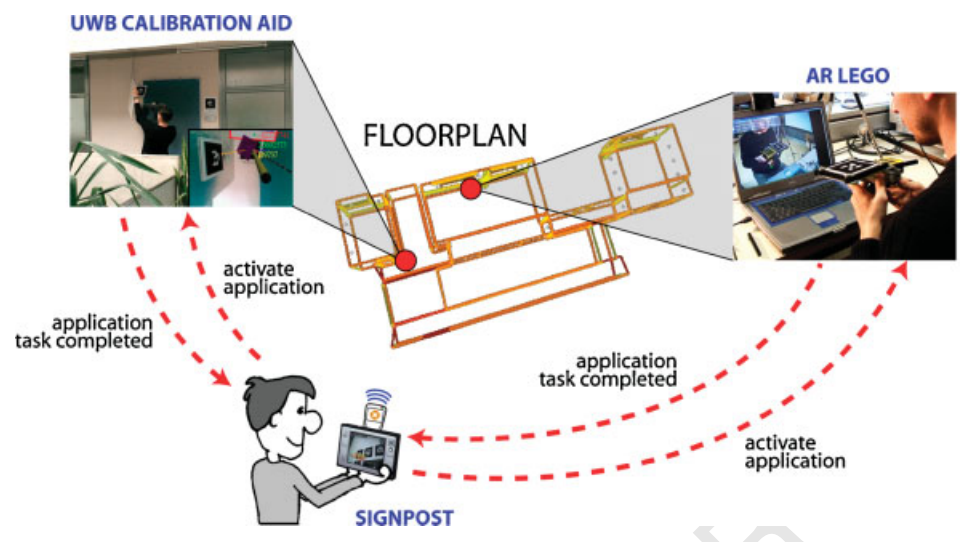 UWB CALIBRATION AID
AR LEGO
FLOORPLAN
activate
application
application
task completed
application
task completed
activate
application
SIGNPOST